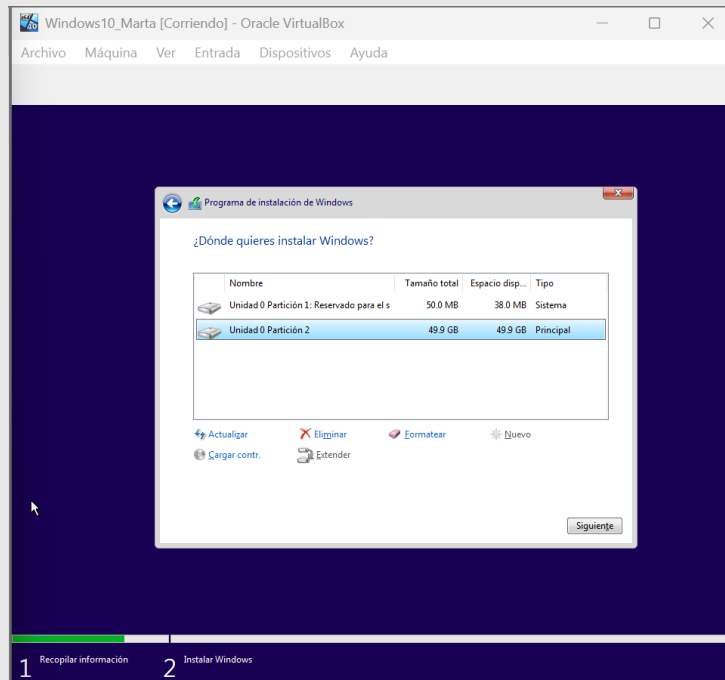 Windows10_Marta [Corriendo] - Oracle VirtualBox
Archivo Máquina Ver Entrada Dispositivos Ayuda
Programa de instalación de Windows
¿Dónde quieres instalar Windows?
Nombre Tamaño total Espacio disp... Tipo
Unidad 0 Partición 1: Reservado para el s 50.0 MB 38.0 MB Sistema
Unidad 0 Partición 2 49.9 GB 49.9 GB Principal
Actualizar Eliminar Formatear Nuevo
Cargar contr. Extender
Siguiente
1 Recopilar información 2 Instalar Windows